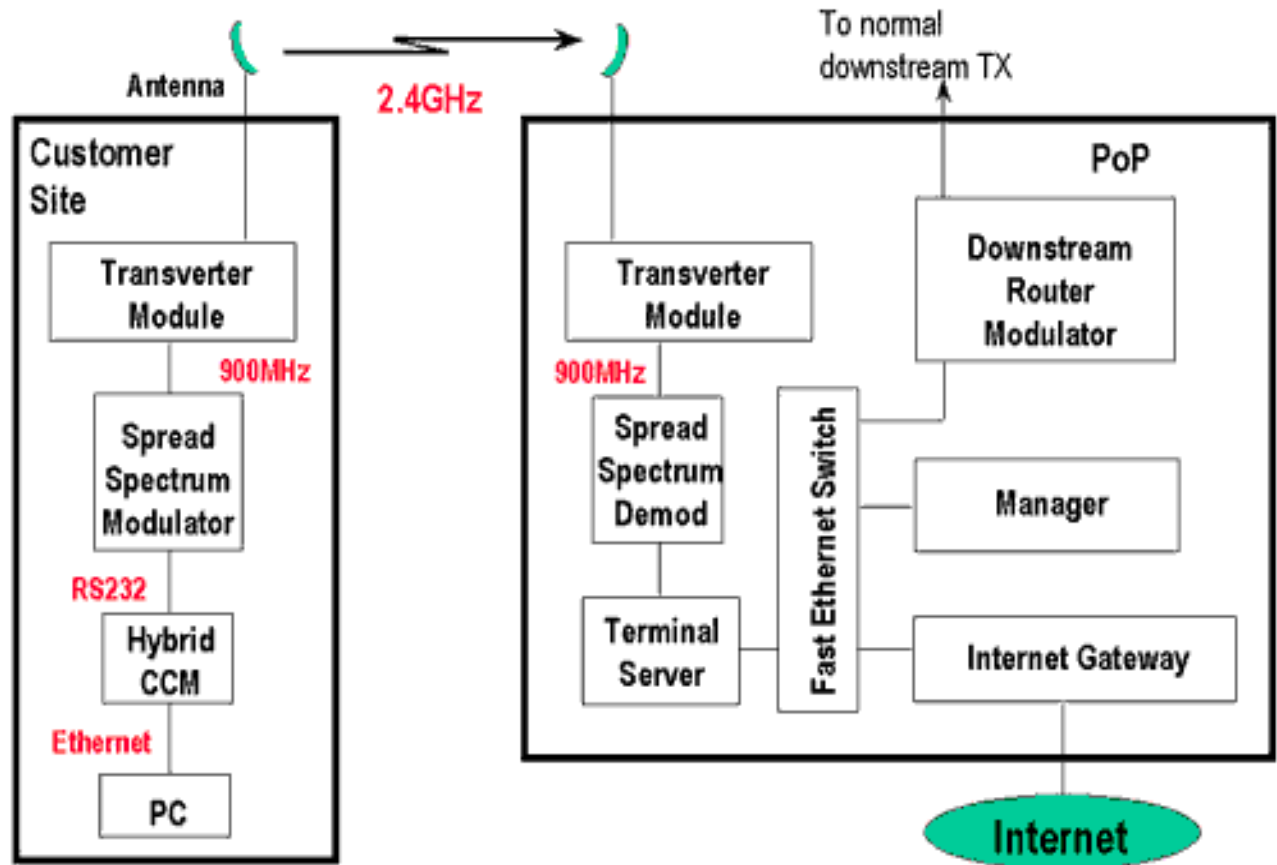 To normal
downstream TX
Antenna
2.4GHz
Customer
Site
Transverter
Module
900MHz
Spread
Spectrum
Modulator
RS232
Hybrid
CCM
Ethernet
PC
PoP
Transverter
Module
900MHz
Spread
Spectrum
Demod
Terminal
Server
Fast Ethernet Switch
Downstream
Router
Modulator
Manager
Internet Gateway
Internet